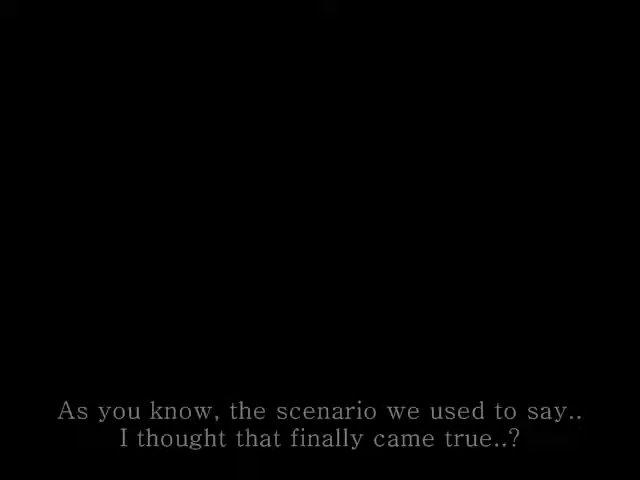 As you know, the scenario we used to say..
I thought that finally came true..?